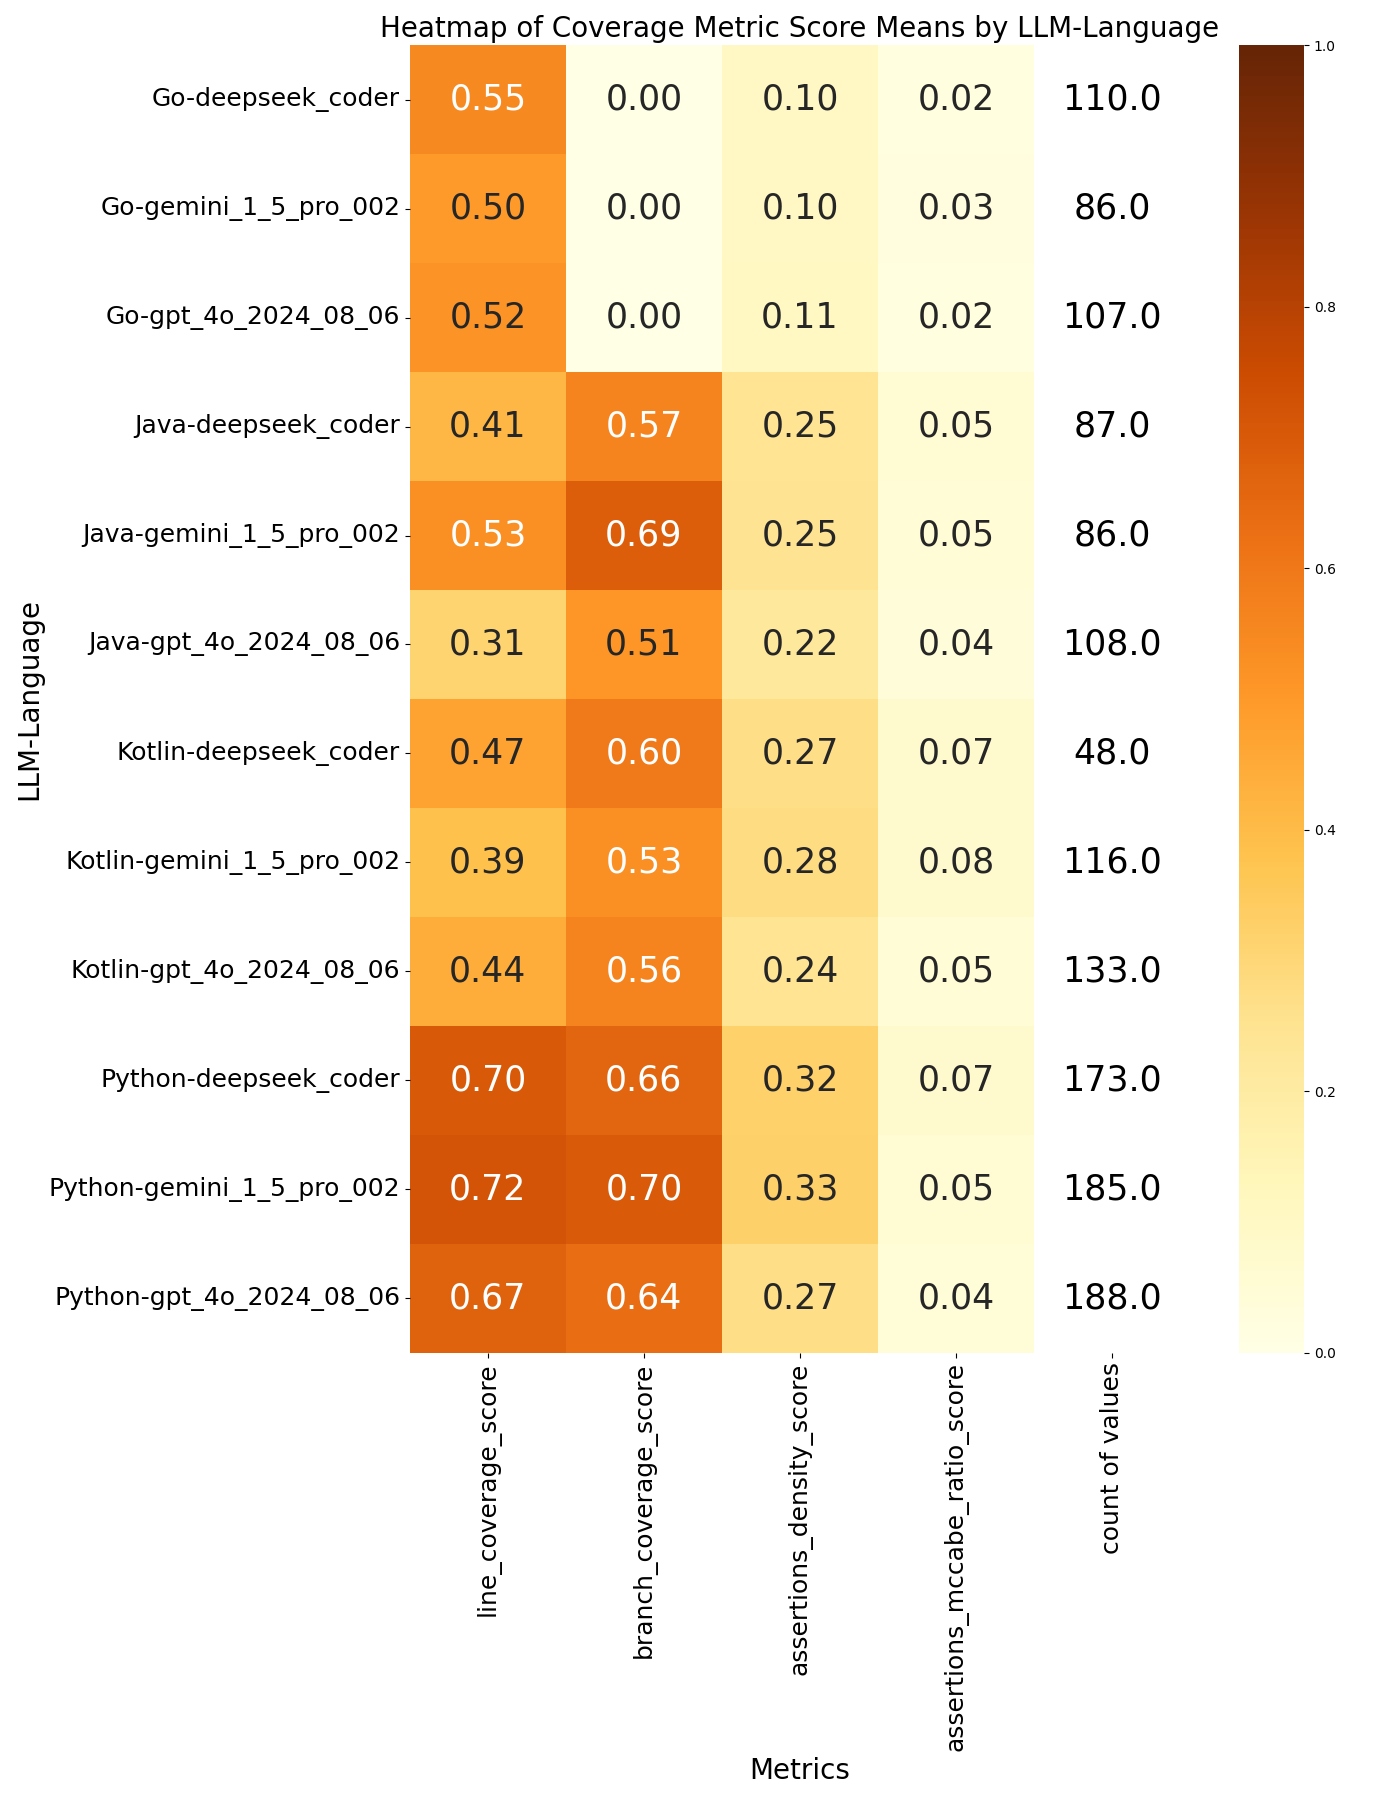 Heatmap of Coverage Metric Score Means by LLM-Language
LLM-Language
Go-deepseek_coder 0.55 0.00 0.10 0.02 110.0
Go-gemini_1_5_pro_002 0.50 0.00 0.10 0.03 86.0
Go-gpt_4o_2024_08_06 0.52 0.00 0.11 0.02 107.0
Java-deepseek_coder 0.41 0.57 0.25 0.05 87.0
Java-gemini_1_5_pro_002 0.53 0.69 0.25 0.05 86.0
Java-gpt_4o_2024_08_06 0.31 0.51 0.22 0.04 108.0
Kotlin-deepseek_coder 0.47 0.60 0.27 0.07 48.0
Kotlin-gemini_1_5_pro_002 0.39 0.53 0.28 0.08 116.0
Kotlin-gpt_4o_2024_08_06 0.44 0.56 0.24 0.05 133.0
Python-deepseek_coder 0.70 0.66 0.32 0.07 173.0
Python-gemini_1_5_pro_002 0.72 0.70 0.33 0.05 185.0
Python-gpt_4o_2024_08_06 0.67 0.64 0.27 0.04 188.0
line_coverage_score
branch_coverage_score
assertions_density_score
assertions_mccabe_ratio_score
count of values
Metrics
1.0
0.8
0.6
0.4
0.2
0.0